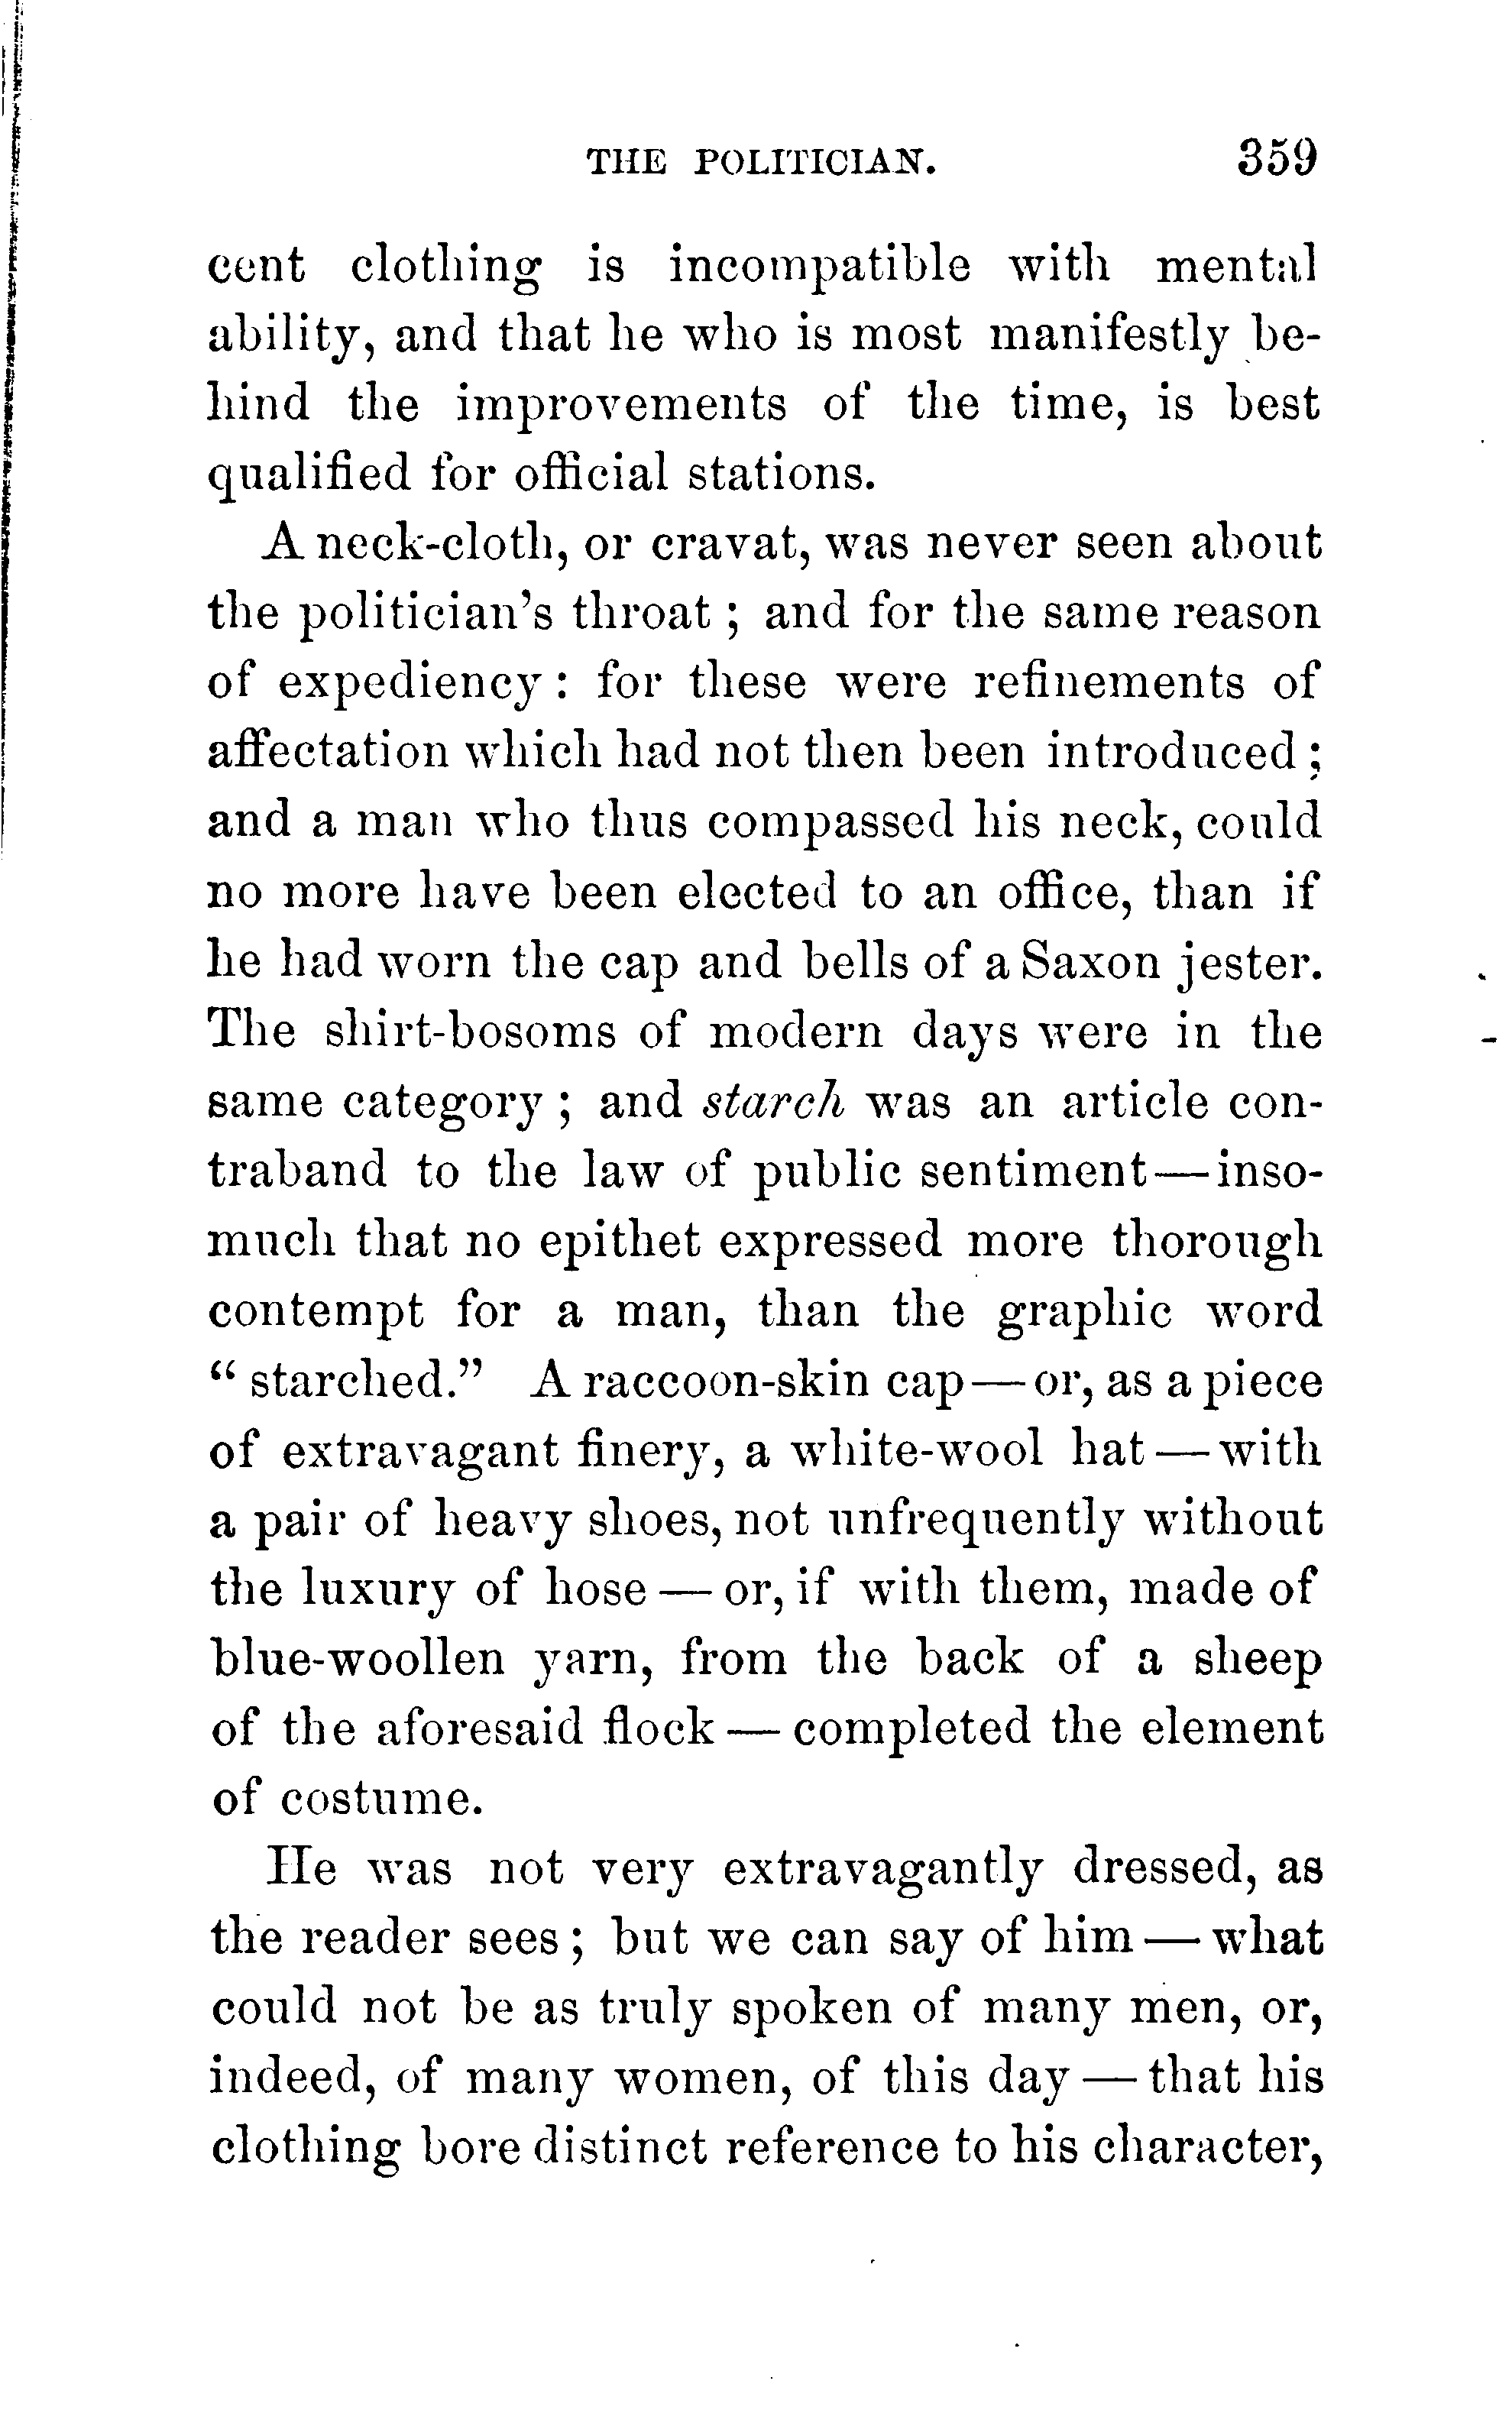 THE POLITICIAN. 359
cent clothing is incompatible with mental
ability, and that he who is most manifestly be-
hind the improvements of the time, is best
qualified for official stations.
A neck-cloth, or cravat, was never seen about
the politician's throat ; and for the same reason
of expediency : for these were refinements of
affectation which had not then been introduced ;
and a man who thus compassed his neck, could
no more have been elected to an office, than if
he had worn the cap and bells of a Saxon jester.
The shirt-bosoms of modern days were in the
same category ; and starch was an article con-
traband to the law of public sentiment—inso-
much that no epithet expressed more thorough
contempt for a man, than the graphic word
“ starched.” A raccoon-skin cap—or, as a piece
of extravagant finery, a white-wool hat—with
a pair of heavy shoes, not unfrequently without
the luxury of hose — or, if with them, made of
blue-woollen yarn, from the back of a sheep
of the aforesaid flock — completed the element
of costume.
He was not very extravagantly dressed, as
the reader sees ; but we can say of him — what
could not be as truly spoken of many men, or,
indeed, of many women, of this day — that his
clothing bore distinct reference to his character,